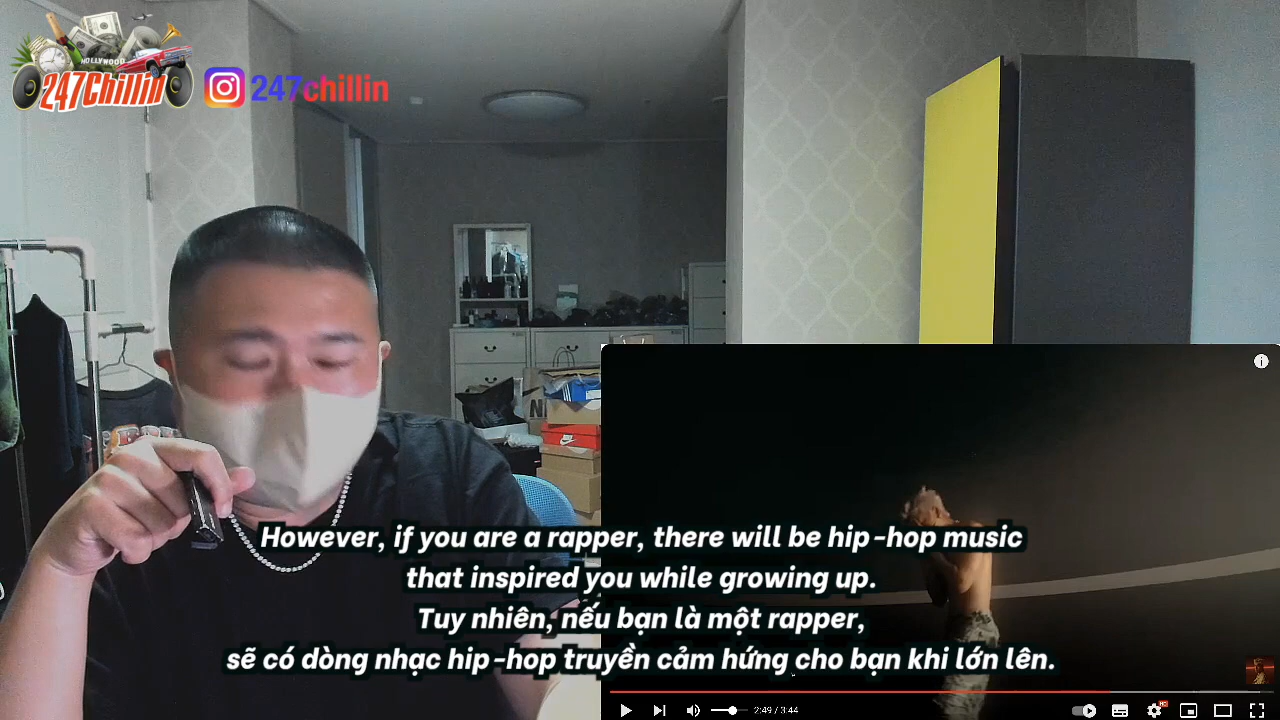 HOLLYWOOD
247Chillin
247chillin
However, if you are a rapper, there will be hip-hop music
that inspired you while growing up.
Tuy nhiên, nếu bạn là một rapper,
sẽ có dòng nhạc hip-hop truyền cảm hứng cho bạn khi lớn lên.
2:49 / 3:44
HD